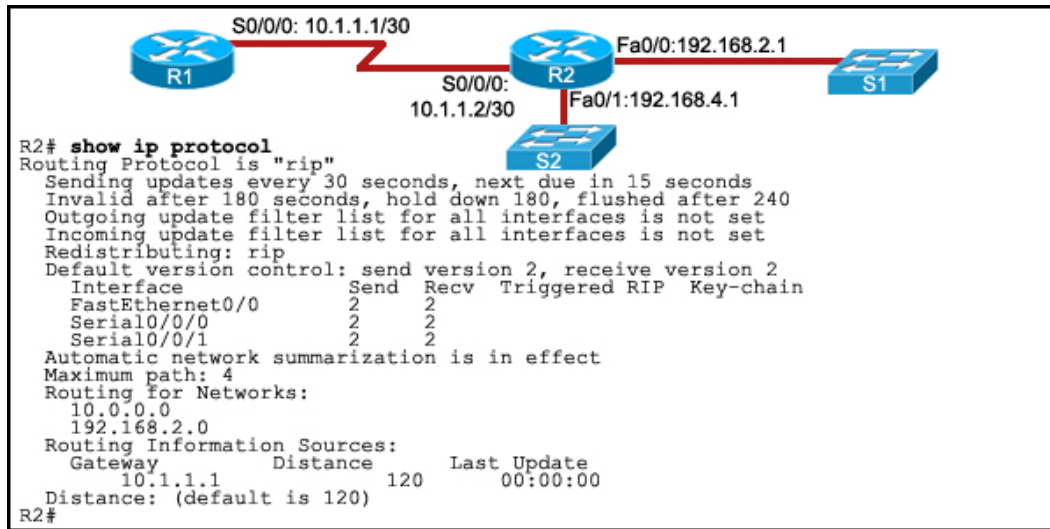 S0/0/0: 10.1.1.1/30
R1
R2
Fa0/0:192.168.2.1
S1
S0/0/0:
10.1.1.2/30
Fa0/1:192.168.4.1
S2
R2# show ip protocol
Routing Protocol is "rip"
Sending updates every 30 seconds, next due in 15 seconds
Invalid after 180 seconds, hold down 180, flushed after 240
Outgoing update filter list for all interfaces is not set
Incoming update filter list for all interfaces is not set
Redistributing: rip
Default version control: send version 2, receive version 2
Interface Send Recv Triggered RIP Key-chain
FastEthernet0/0 2 2
Serial0/0/0 2 2
Serial0/0/1 2 2
Automatic network summarization is in effect
Maximum path: 4
Routing for Networks:
10.0.0.0
192.168.2.0
Routing Information Sources:
Gateway Distance Last Update
10.1.1.1 120 00:00:00
Distance: (default is 120)
R2#